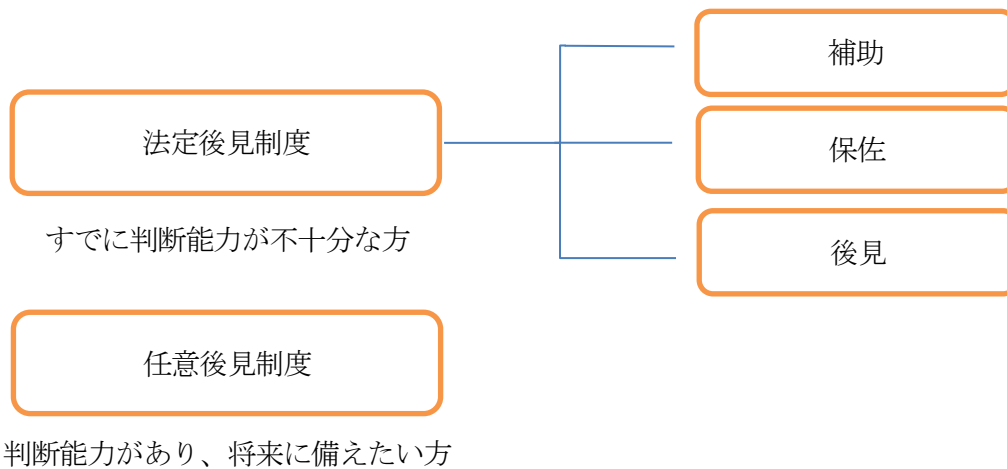 補助
法定後見制度
保佐
すでに判断能力が不十分な方
後見
任意後見制度
判断能力があり、将来に備えたい方